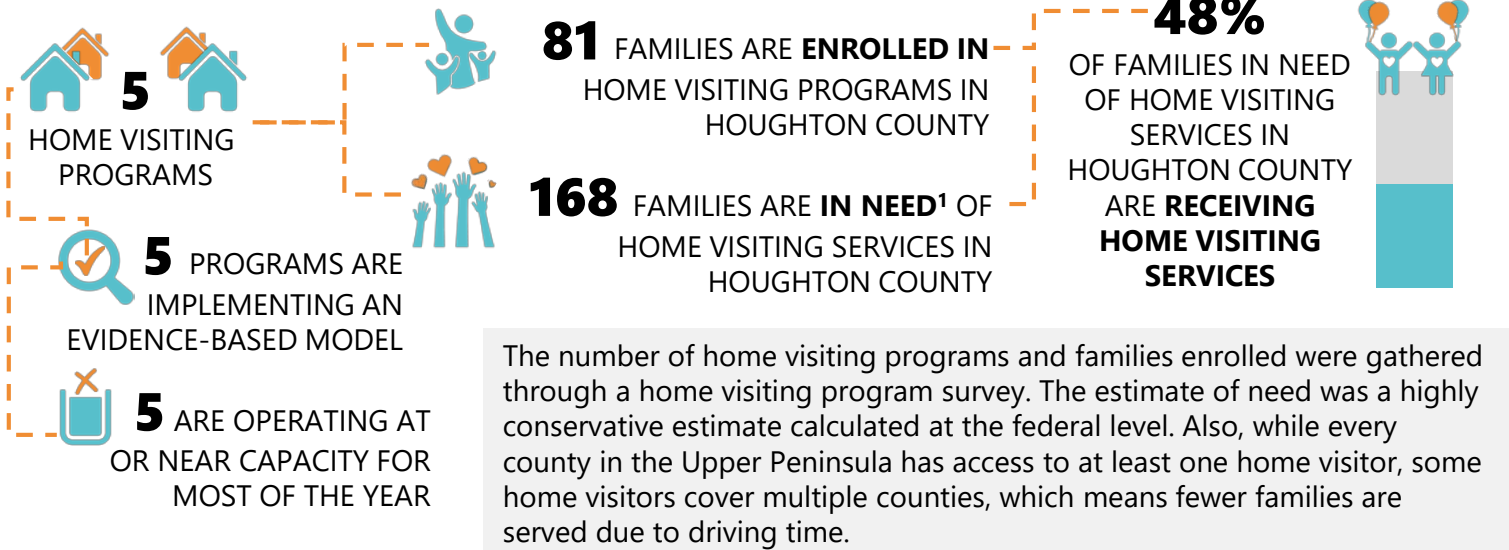 5
HOME VISITING
PROGRAMS
5 PROGRAMS ARE
IMPLEMENTING AN
EVIDENCE-BASED MODEL
5 ARE OPERATING AT
OR NEAR CAPACITY FOR
MOST OF THE YEAR
81 FAMILIES ARE ENROLLED IN
HOME VISITING PROGRAMS IN
HOUGHTON COUNTY
168 FAMILIES ARE IN NEED¹ OF
HOME VISITING SERVICES IN
HOUGHTON COUNTY
48%
OF FAMILIES IN NEED
OF HOME VISITING
SERVICES IN
HOUGHTON COUNTY
ARE RECEIVING
HOME VISITING
SERVICES
The number of home visiting programs and families enrolled were gathered
through a home visiting program survey. The estimate of need was a highly
conservative estimate calculated at the federal level. Also, while every
county in the Upper Peninsula has access to at least one home visitor, some
home visitors cover multiple counties, which means fewer families are
served due to driving time.